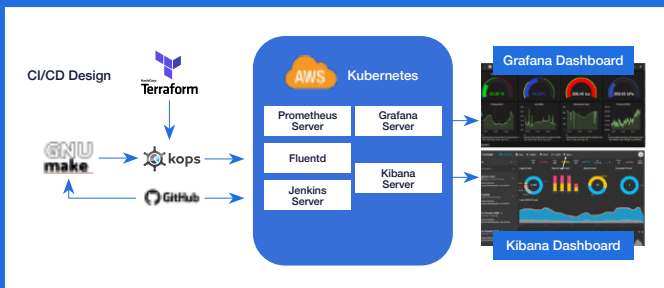 CI/CD Design
HashiCorp
Terraform
GNU
make
kops
GitHub
AWS
Kubernetes
Prometheus
Server
Grafana
Server
Fluentd
Kibana
Server
Jenkins
Server
Grafana Dashboard
Kibana Dashboard